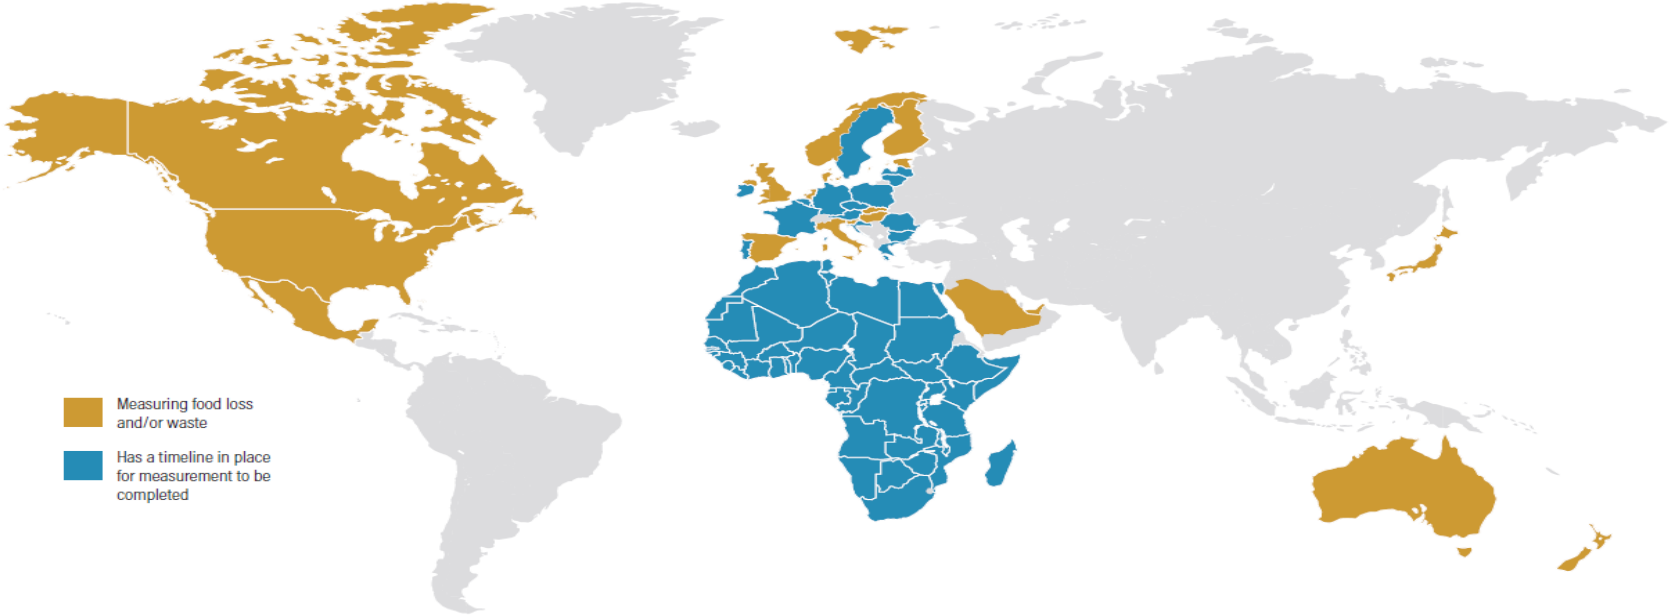 Measuring food loss
and/or waste
Has a timeline in place
for measurement to be
completed